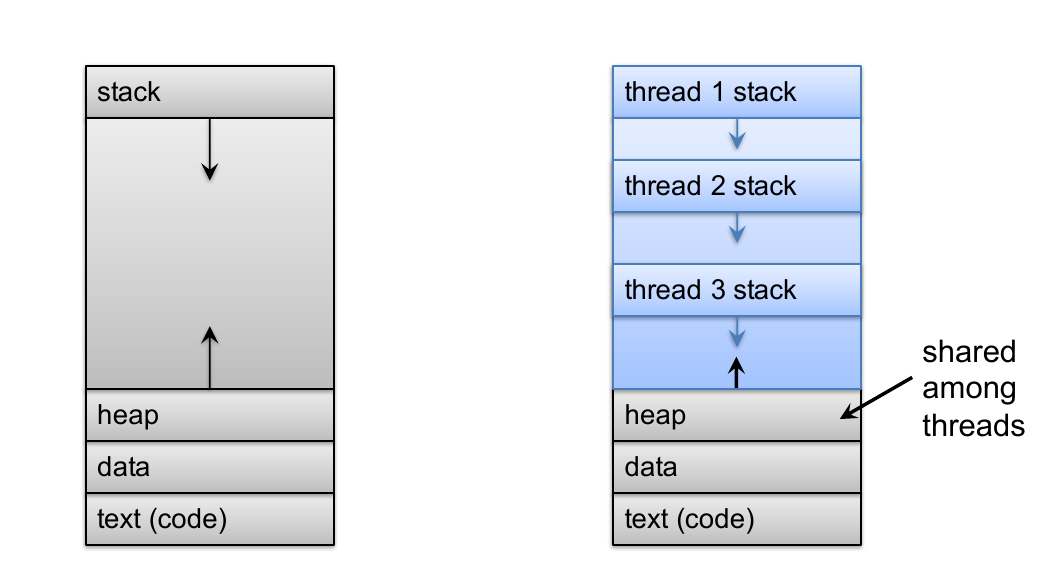 stack
heap
data
text (code)
thread 1 stack
thread 2 stack
thread 3 stack
heap
data
text (code)
shared
among
threads